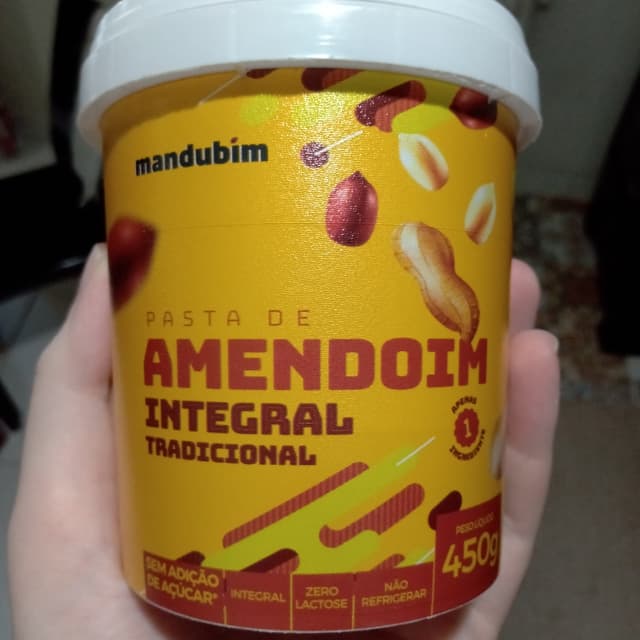 mandubim
PASTA DE
AMENDOIM
INTEGRAL
TRADICIONAL
APENAS
1
INGREDIENTE
SEM ADIÇÃO
DE AÇÚCAR*
INTEGRAL
ZERO
LACTOSE
NÃO
REFRIGERAR
PESO LÍQUIDO
450g